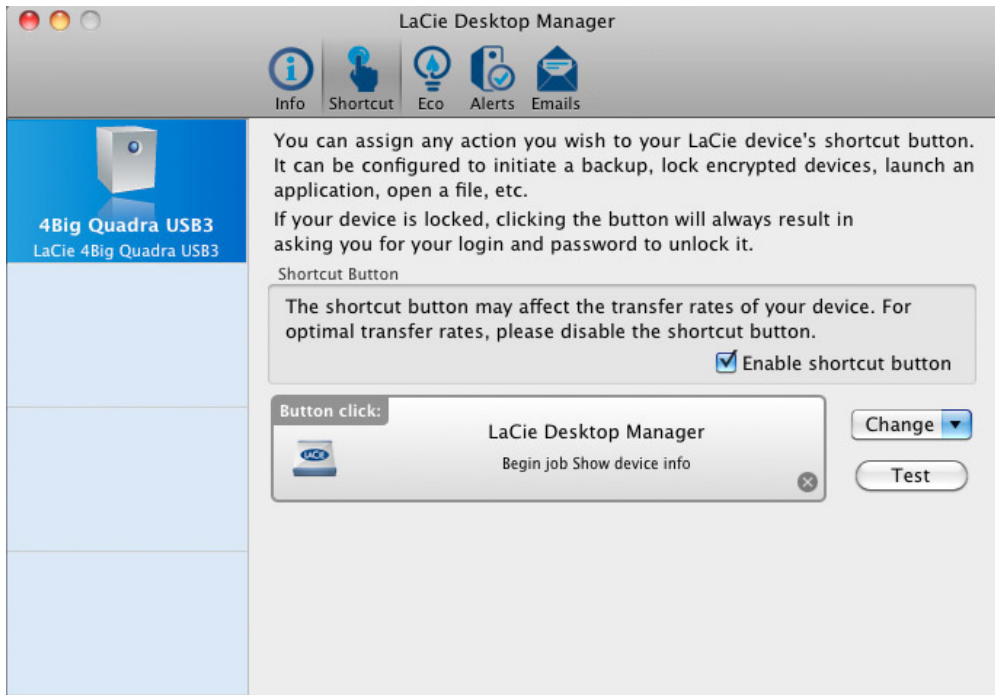 LaCie Desktop Manager
Info
Shortcut
Eco
Alerts
Emails
4Big Quadra USB3
LaCie 4Big Quadra USB3
You can assign any action you wish to your LaCie device's shortcut button.
It can be configured to initiate a backup, lock encrypted devices, launch an
application, open a file, etc.
If your device is locked, clicking the button will always result in
asking you for your login and password to unlock it.
Shortcut Button
The shortcut button may affect the transfer rates of your device. For
optimal transfer rates, please disable the shortcut button.
Enable shortcut button
Button click:
LACIE
LaCie Desktop Manager
Begin job Show device info
Change
Test